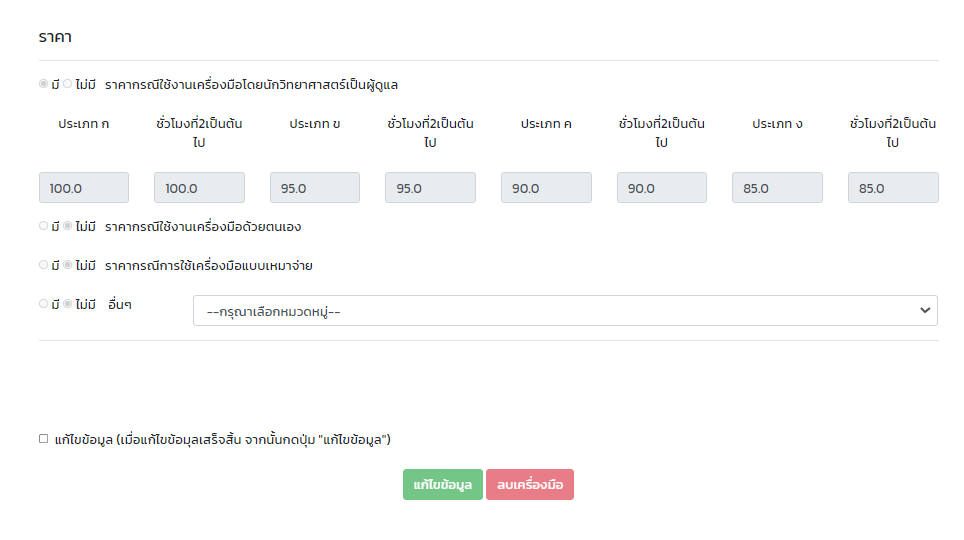 ราคา
มี ไม่มี ราคากรณีใช้งานเครื่องมือโดยนักวิทยาศาสตร์เป็นผู้ดูแล
ประเภท ก ชั่วโมงที่2เป็นต้น ประเภท ข ชั่วโมงที่2เป็นต้น ประเภท ค ชั่วโมงที่2เป็นต้น ประเภท ง ชั่วโมงที่2เป็นต้น
ไป ไป ไป ไป
100.0 100.0 95.0 95.0 90.0 90.0 85.0 85.0
มี ไม่มี ราคากรณีใช้งานเครื่องมือด้วยตนเอง
มี ไม่มี ราคากรณีการใช้เครื่องมือแบบเหมาจ่าย
มี ไม่มี อื่นๆ --กรุณาเลือกหมวดหมู่--
แก้ไขข้อมูล (เมื่อแก้ไขข้อมุลเสร็จสิ้น จากนั้นกดปุ่ม "แก้ไขข้อมูล")
แก้ไขข้อมูล ลบเครื่องมือ